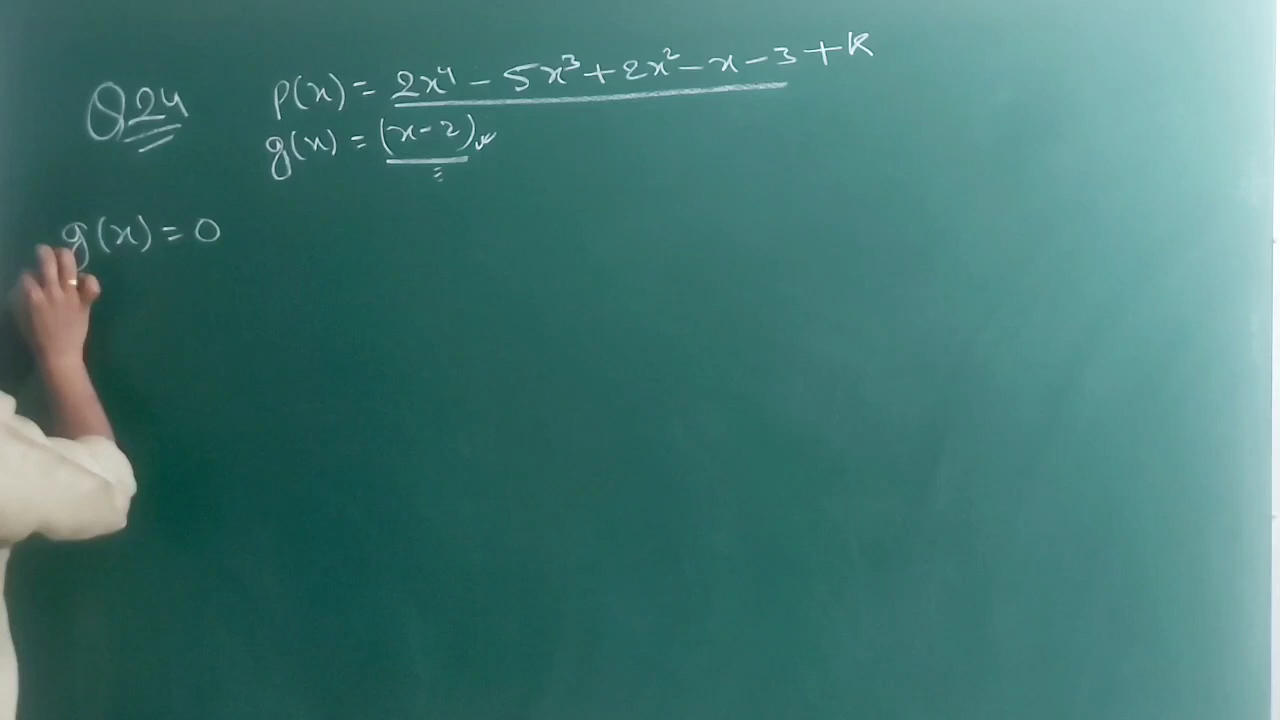 Q24
p(x) = 2x⁴ - 5x³ + 2x² - x - 3 + k
g(x) = (x-2)
g(x) = 0